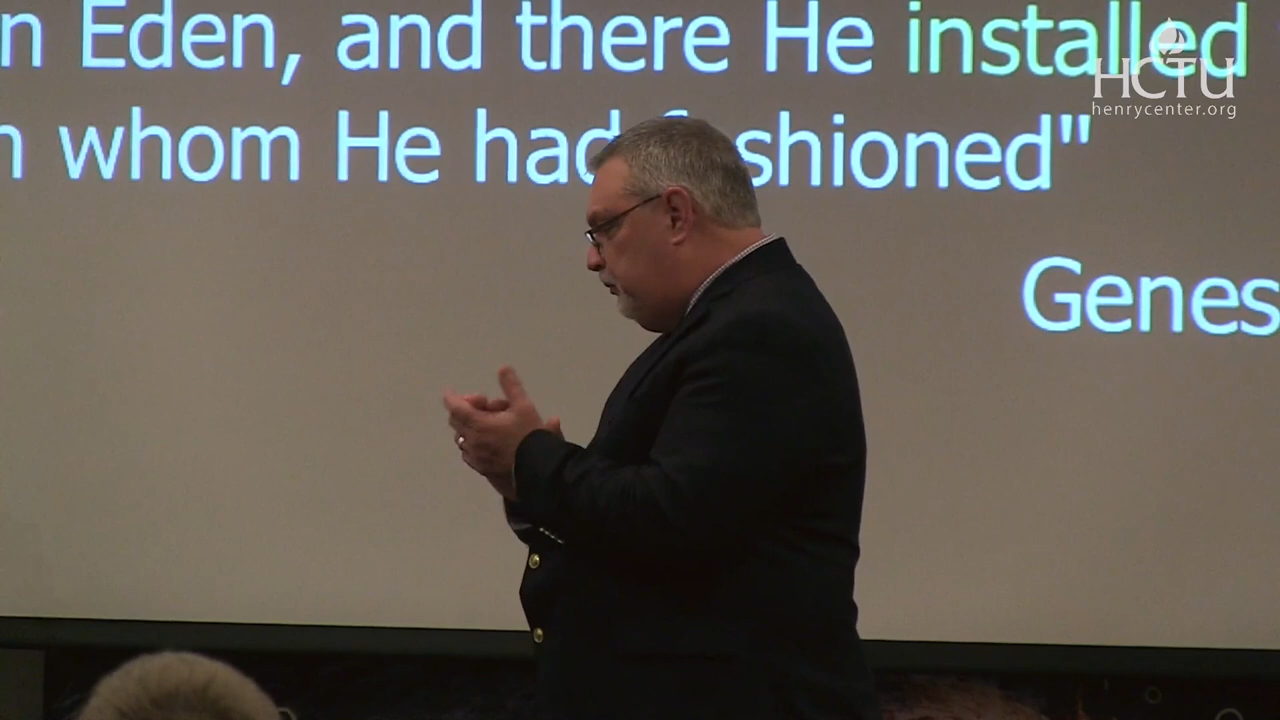 n Eden, and there He installed
whom He had shioned"
Genes
HCTU
henrycenter.org